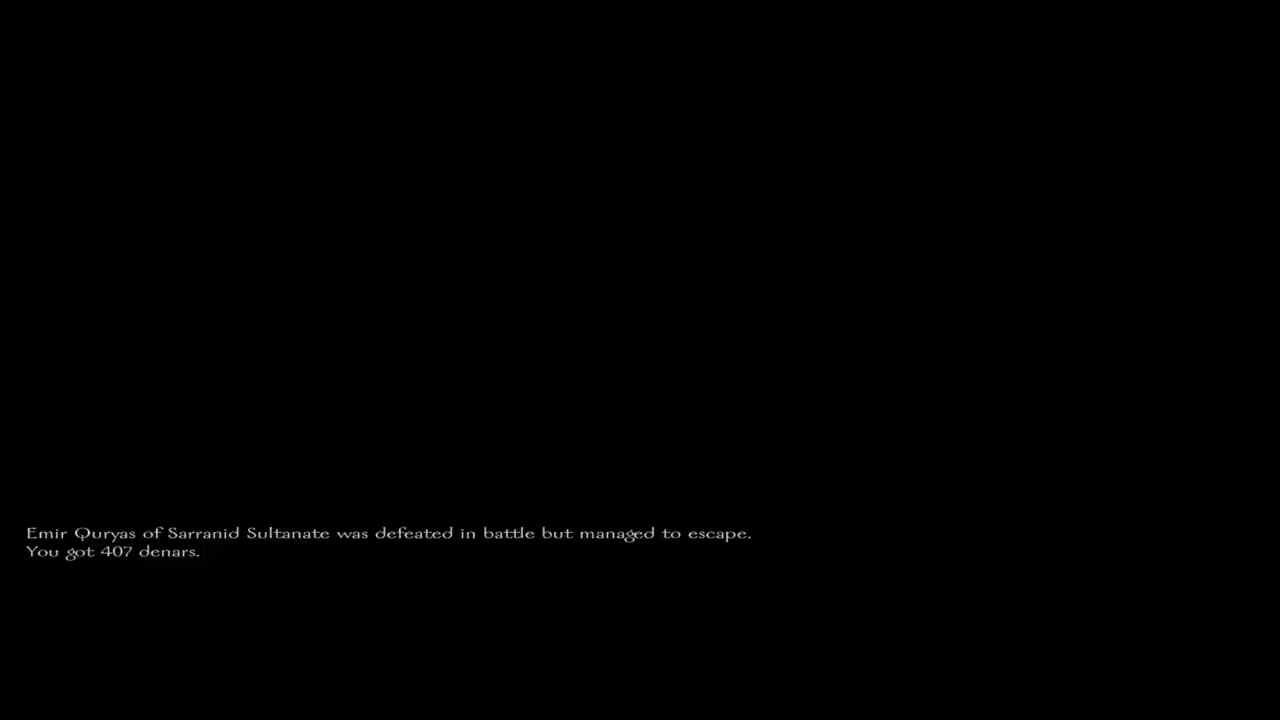 Emir Quryas of Sarranid Sultanate was defeated in battle but managed to escape.
You got 407 denars.